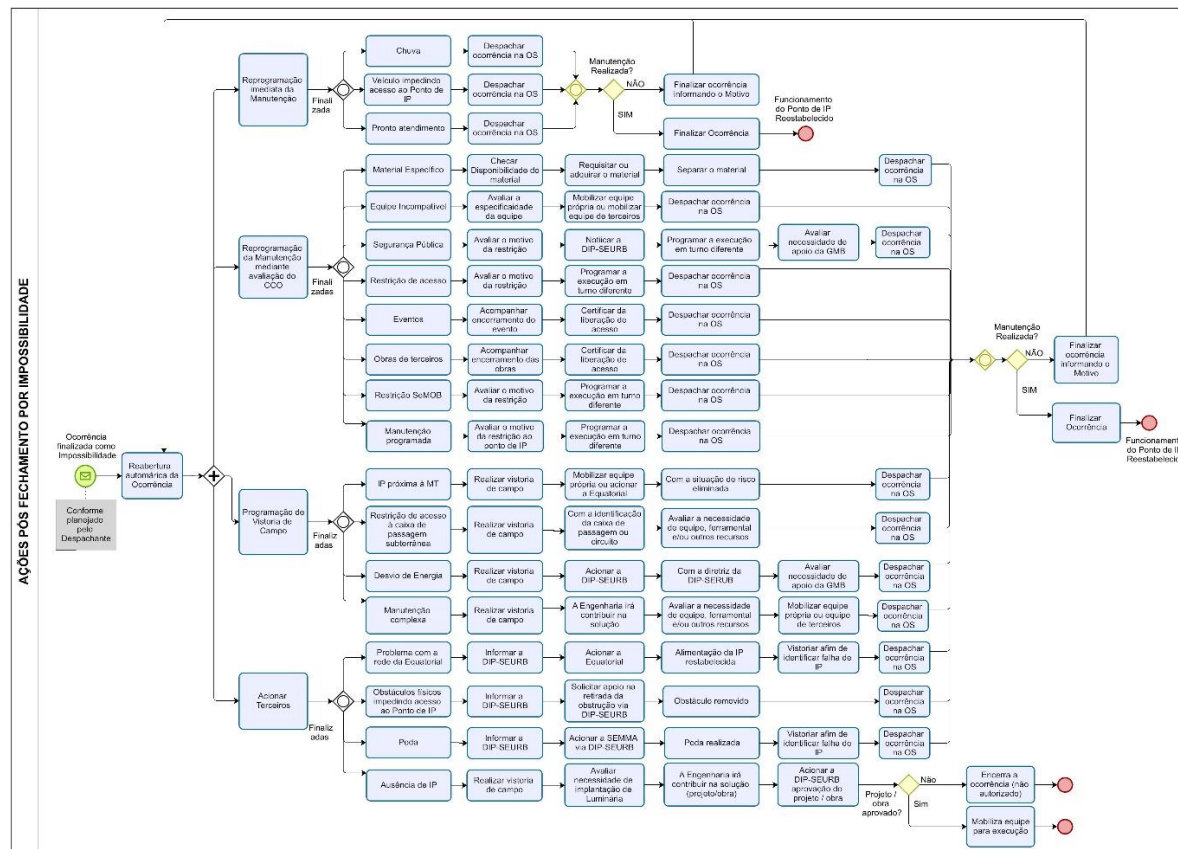 AÇÕES PÓS FECHAMENTO POR IMPOSSIBILIDADE
Ocorrência
finalizada como
Impossibilidade
Conforme
planejado
pelo
Despachante
Reabertura
automárica da
Ocorrência
Reprogramação
imediata da
Manutenção
Finali
zada
Chuva
Despachar
ocorrência na OS
Veículo impedindo
acesso ao Ponto de
IP
Despachar
ocorrência na OS
Pronto atendimento
Despachar
ocorrência na OS
Manutenção
Realizada?
NÃO
Finalizar ocorrência
informando o Motivo
SIM
Finalizar Ocorrência
Funcionamento
do Ponto de IP
Reestabelecido
Reprogramação
da Manutenção
mediante
avaliação do
CCO
Finali
zadas
Material Específico
Checar
Disponibilidade do
material
Requisitar ou
adquirir o material
Separar o material
Despachar
ocorrência
na OS
Equipe Incompatível
Avaliar a
especificaidade
da equipe
Mobilizar equipe
própria ou mobilizar
equipe de terceiros
Despachar ocorrência
na OS
Segurança Pública
Avaliar o motivo
da restrição
Notiicar a
DIP-SEURB
Programar a execução
em turno diferente
Avaliar
necessidade de
apoio da GMB
Despachar
ocorrência
na OS
Restrição de acesso
Avaliar o motivo
da restrição
Programar a
execução em
turno diferente
Despachar ocorrência
na OS
Eventos
Acompanhar
encerramento do
evento
Certificar da
liberação de
acesso
Despachar ocorrência
na OS
Obras de terceiros
Acompanhar
encerramento das
obras
Certificar da
liberação de
acesso
Despachar ocorrência
na OS
Restrição SeMOB
Avaliar o motivo
da restrição
Programar a
execução em turno
diferente
Despachar ocorrência
na OS
Manutenção
programada
Avaliar o motivo
da restrição ao
ponto de IP
Programar a
execução em turno
diferente
Despachar ocorrência
na OS
Manutenção
Realizada?
NÃO
Finalizar
ocorrência
informando o
Motivo
SIM
Finalizar
Ocorrência
Funcionamento
do Ponto de IP
Reestabelecido
Programação de
Vistoria de
Campo
Finaliz
adas
IP próxima à MT
Realizar vistoria
de campo
Mobilizar equipe
própria ou acionar
a Equatorial
Com a situação de risco
eliminada
Despachar
ocorrência
na OS
Restrição de acesso
à caixa de
passagem
subterrânea
Realizar vistoria
de campo
Com a identificação
da caixa de
passagem ou
circuito
Avaliar a necessidade
de equipe, ferramental
e/ou outros recursos
Despachar
ocorrência
na OS
Desvio de Energia
Realizar vistoria
de campo
Acionar a
DIP-SEURB
Com a diretriz da
DIP-SERUB
Avaliar
necessidade de
apoio da GMB
Despachar
ocorrência
na OS
Manutenção
complexa
Realizar vistoria
de campo
A Engenharia irá
contribuir na
solução
Avaliar a necessidade
de equipe, ferramental
e/ou outros recursos
Mobilizar equipe
própria ou equipe
de terceiros
Despachar
ocorrência
na OS
Acionar
Terceiros
Finaliz
adas
Problema com a
rede da Equatorial
Informar a
DIP-SEURB
Acionar a
Equatorial
Alimentação da IP
restabelecida
Vistoriar afim de
identificar falha de
IP
Despachar
ocorrência
na OS
Obstáculos físicos
impedindo acesso
ao Ponto de IP
Informar a
DIP-SEURB
Solicitar apoio na
retirada da
obstrução via
DIP-SEURB
Obstáculo removido
Despachar
ocorrência
na OS
Poda
Informar a
DIP-SEURB
Acionar a SEMMA
via DIP-SEURB
Poda realizada
Vistoriar afim de
identificar falha de
IP
Despachar
ocorrência
na OS
Ausência de IP
Realizar vistoria
de campo
Avaliar
necessidade de
implantação de
Luminária
A Engenharia irá
contribuir na solução
(projeto/obra)
Acionar a
DIP-SEURB
aprovação do
projeto / obra
Projeto /
obra
aprovado?
Não
Encerra a
ocorrência (não
autorizado)
Sim
Mobiliza equipe
para execução